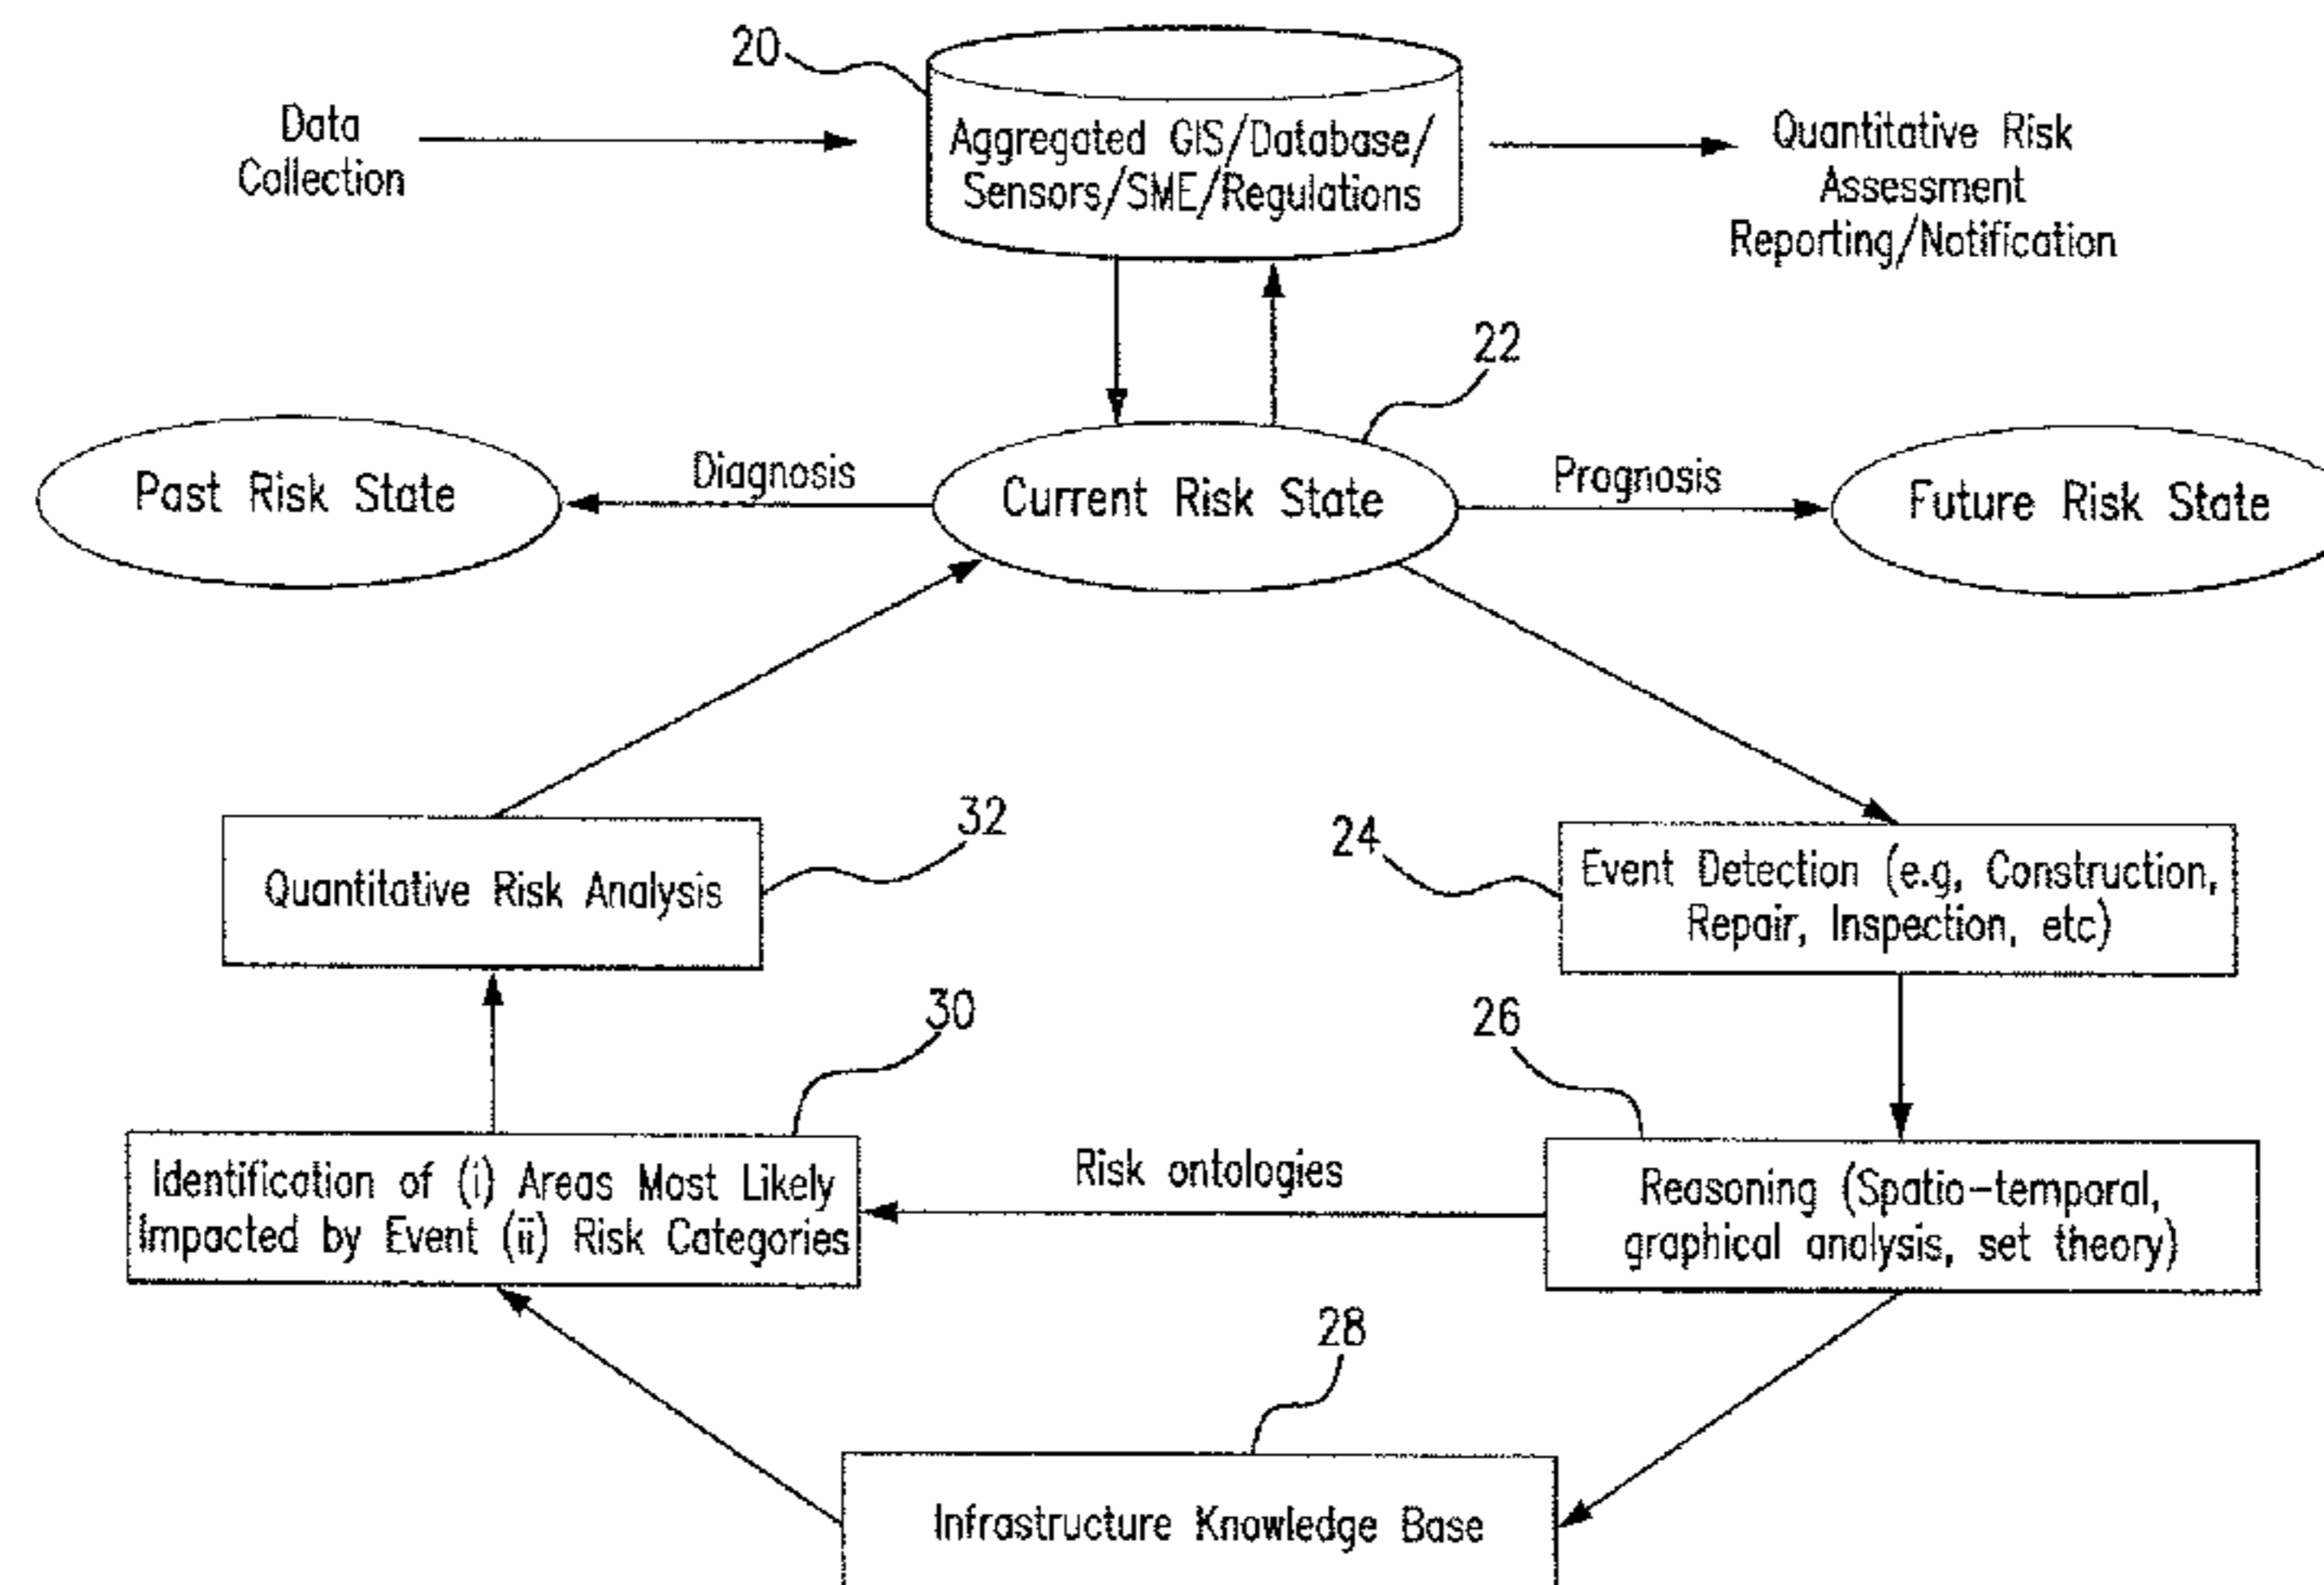 20
Data
Collection
Aggregated GIS/Database/
Sensors/SME/Regulations
Quantitative Risk
Assessment
Reporting/Notification
22
Past Risk State
Diagnosis
Current Risk State
Prognosis
Future Risk State
32
Quantitative Risk Analysis
24
Event Detection (e.g, Construction,
Repair, Inspection, etc)
30
26
Identification of (i) Areas Most Likely
Impacted by Event (ii) Risk Categories
Risk ontologies
Reasoning (Spatio-temporal,
graphical analysis, set theory)
28
Infrastructure Knowledge Base